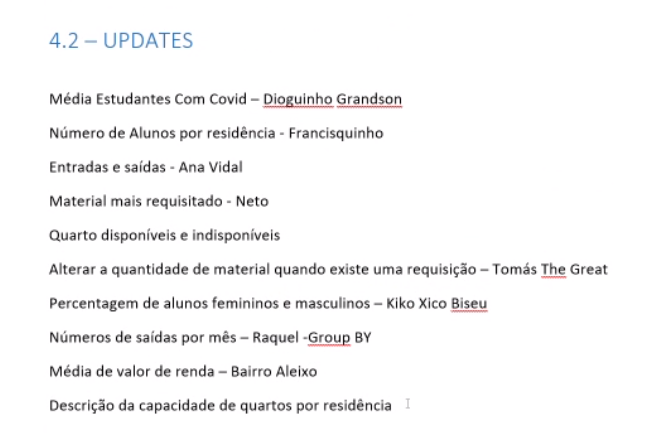 4.2 – UPDATES
Média Estudantes Com Covid – Dioguinho Grandson
Número de Alunos por residência - Francisquinho
Entradas e saídas - Ana Vidal
Material mais requisitado - Neto
Quarto disponíveis e indisponíveis
Alterar a quantidade de material quando existe uma requisição – Tomás The Great
Percentagem de alunos femininos e masculinos – Kiko Xico Biseu
Números de saídas por mês – Raquel -Group BY
Média de valor de renda – Bairro Aleixo
Descrição da capacidade de quartos por residência